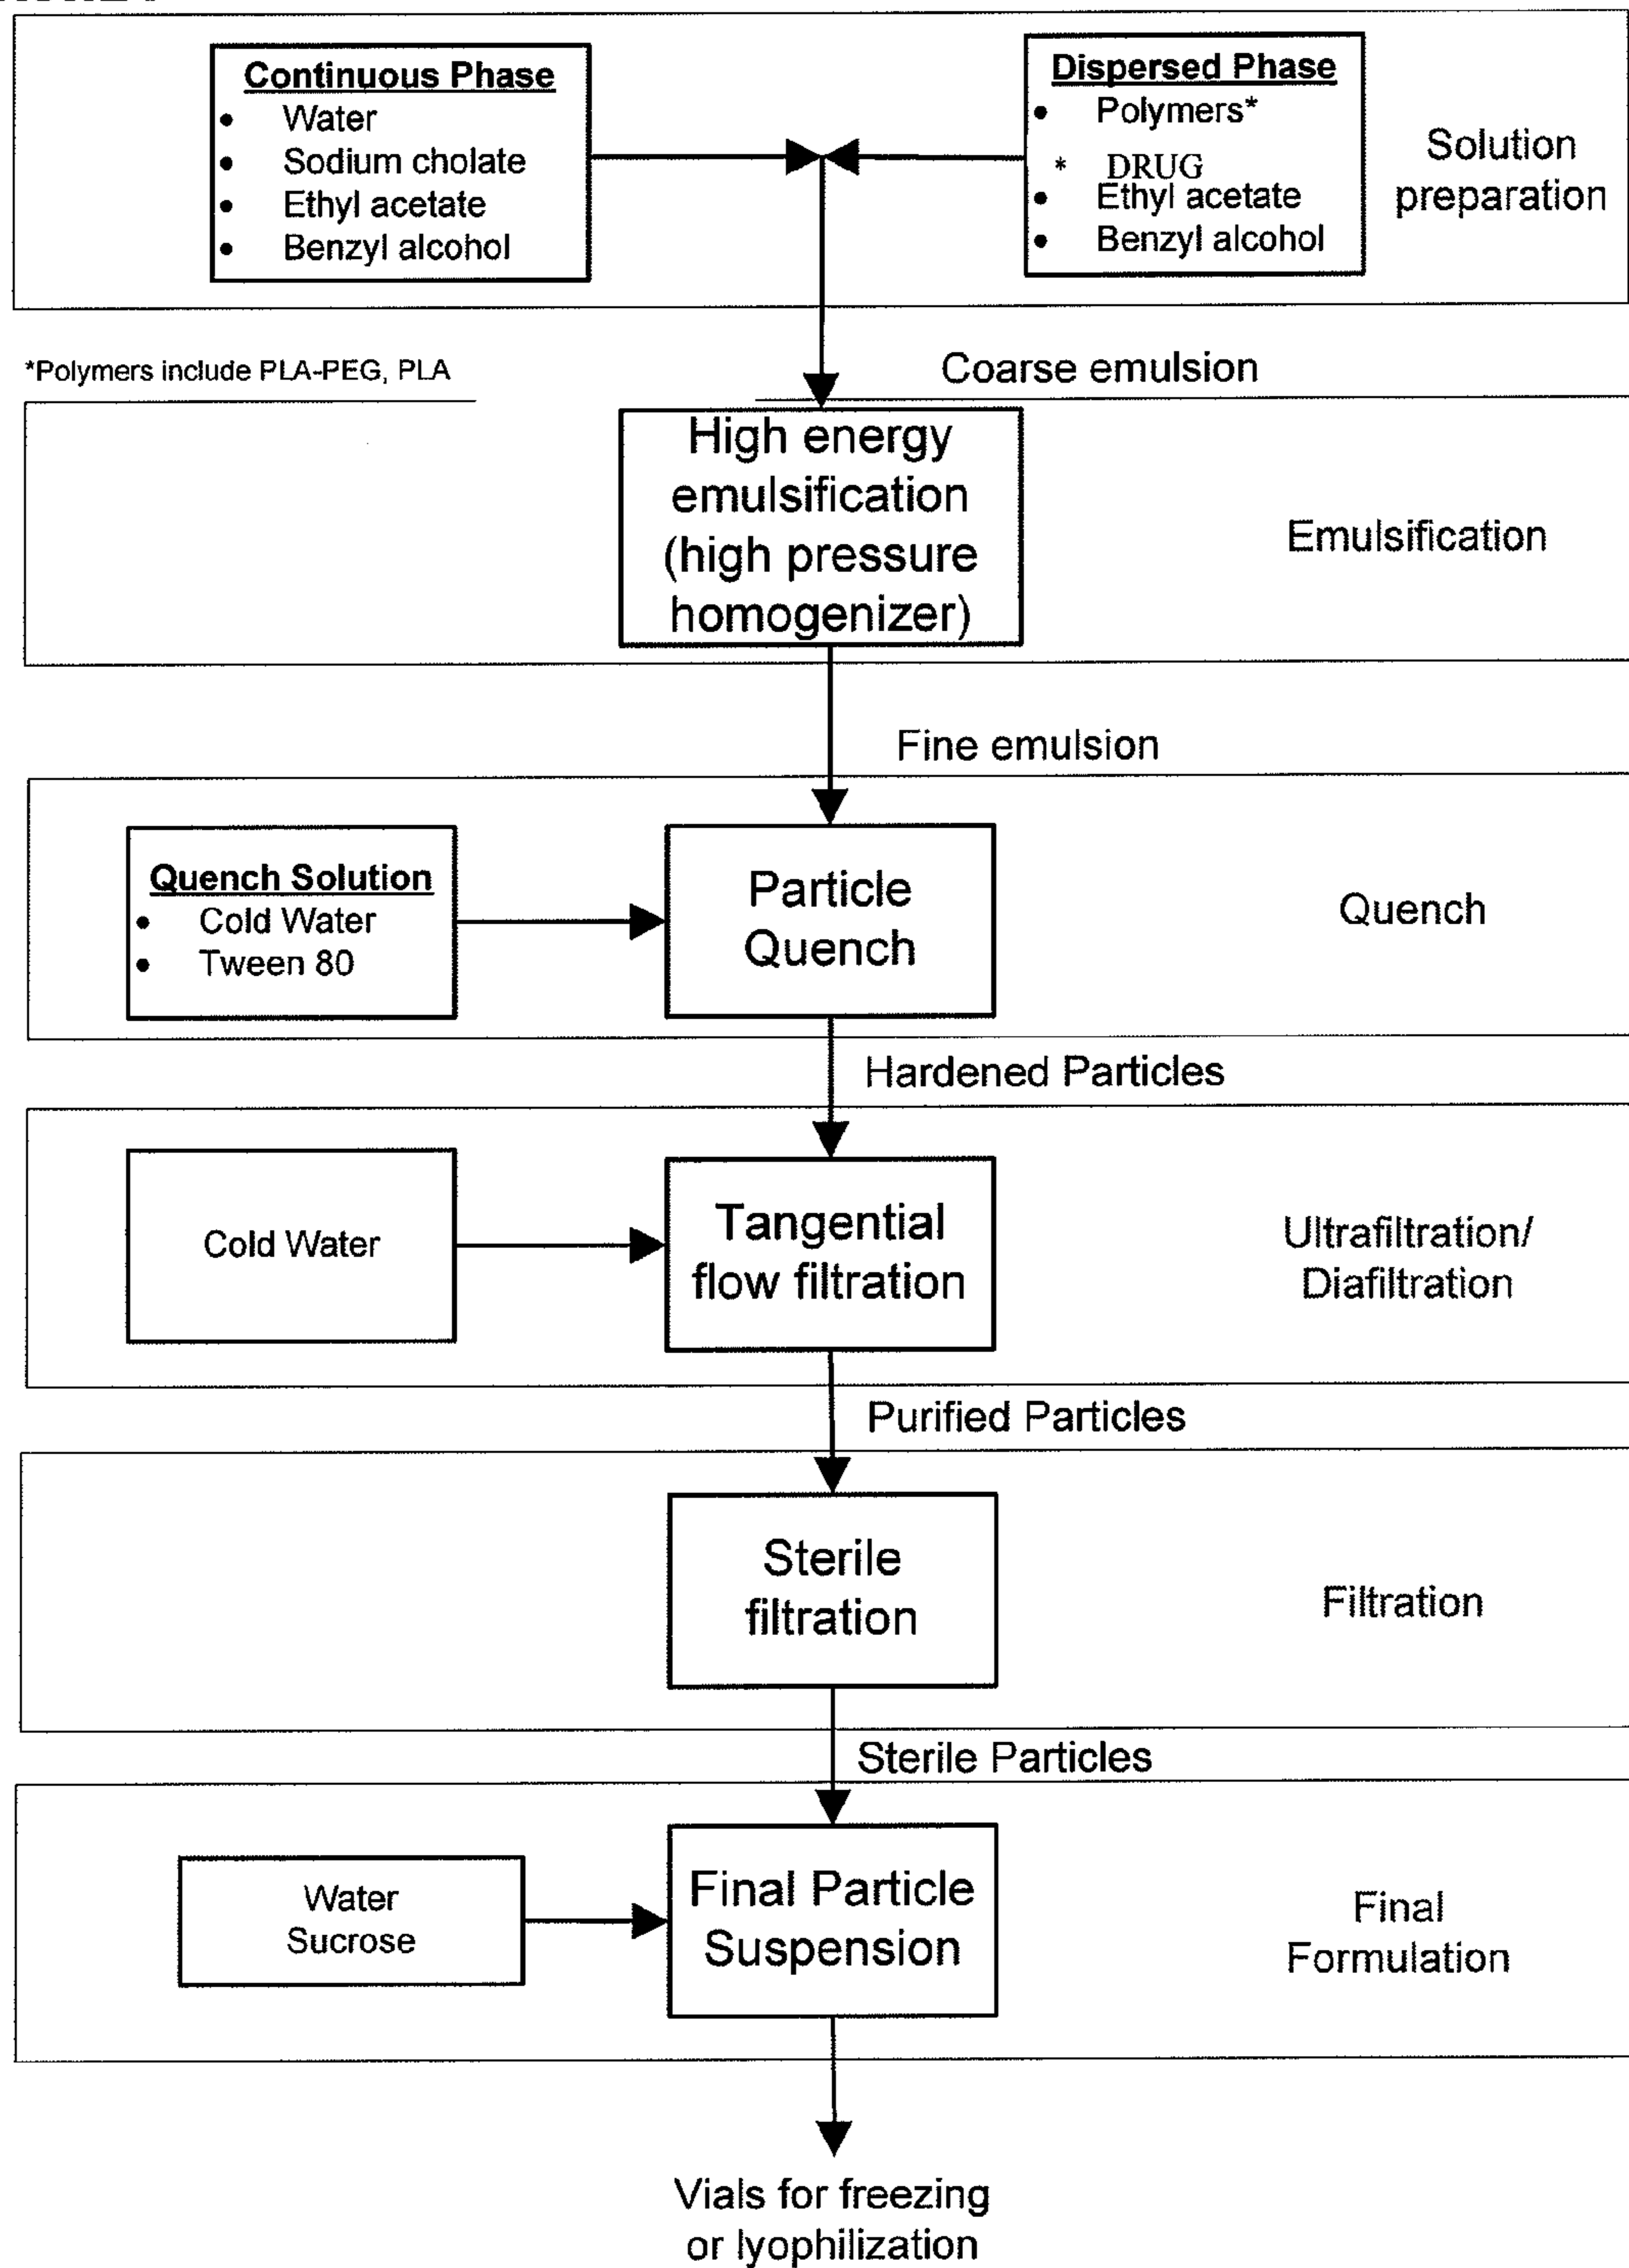 Continuous Phase
• Water
• Sodium cholate
• Ethyl acetate
• Benzyl alcohol
Dispersed Phase
• Polymers*
* DRUG
• Ethyl acetate
• Benzyl alcohol
Solution
preparation
*Polymers include PLA-PEG, PLA
Coarse emulsion
High energy
emulsification
(high pressure
homogenizer)
Emulsification
Fine emulsion
Quench Solution
• Cold Water
• Tween 80
Particle
Quench
Quench
Hardened Particles
Cold Water
Tangential
flow filtration
Ultrafiltration/
Diafiltration
Purified Particles
Sterile
filtration
Filtration
Sterile Particles
Water
Sucrose
Final Particle
Suspension
Final
Formulation
Vials for freezing
or lyophilization